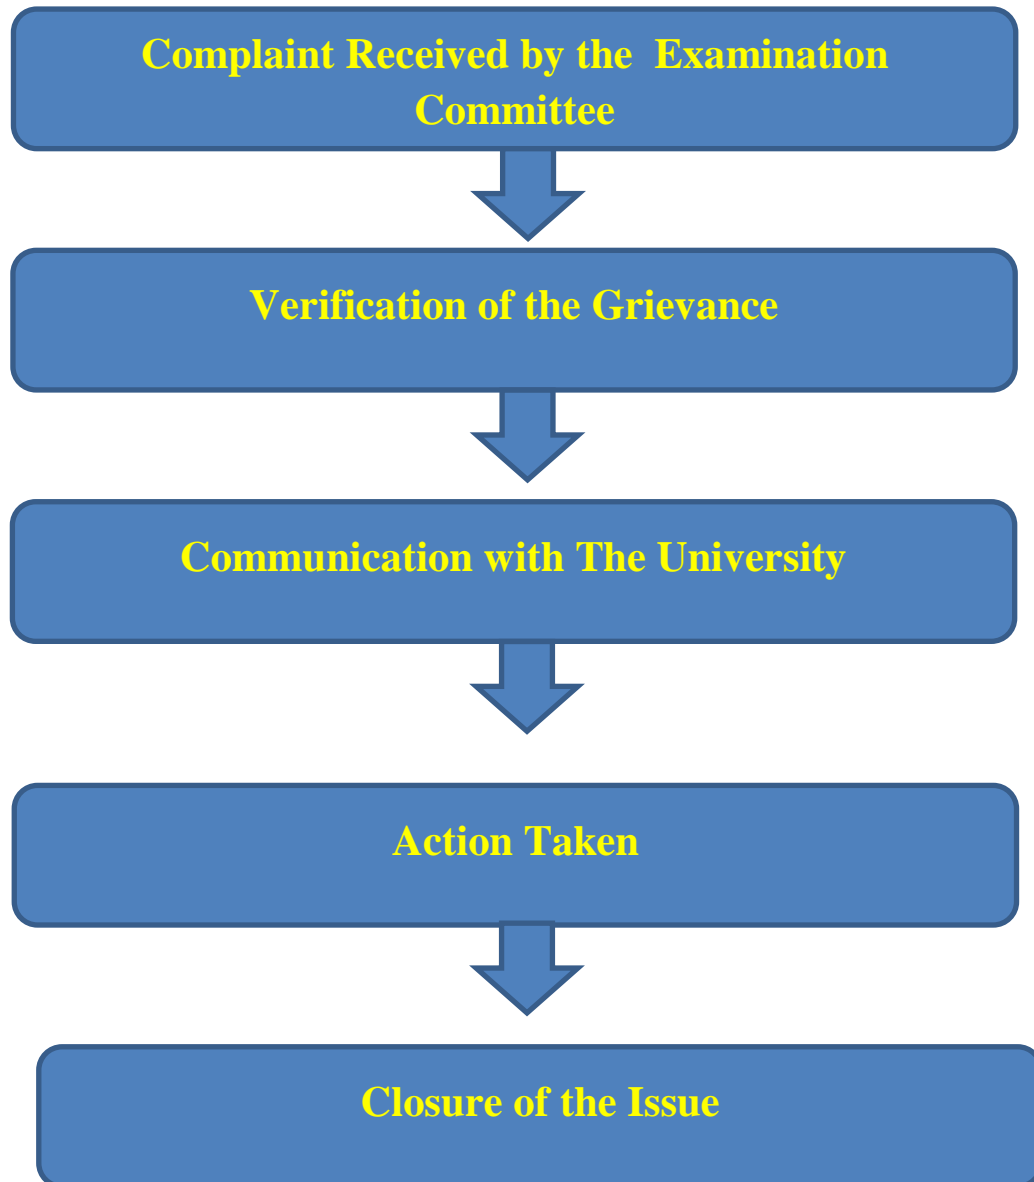 Complaint Received by the  Examination
Committee
Verification of the Grievance
Communication with The University
Action Taken
Closure of the Issue